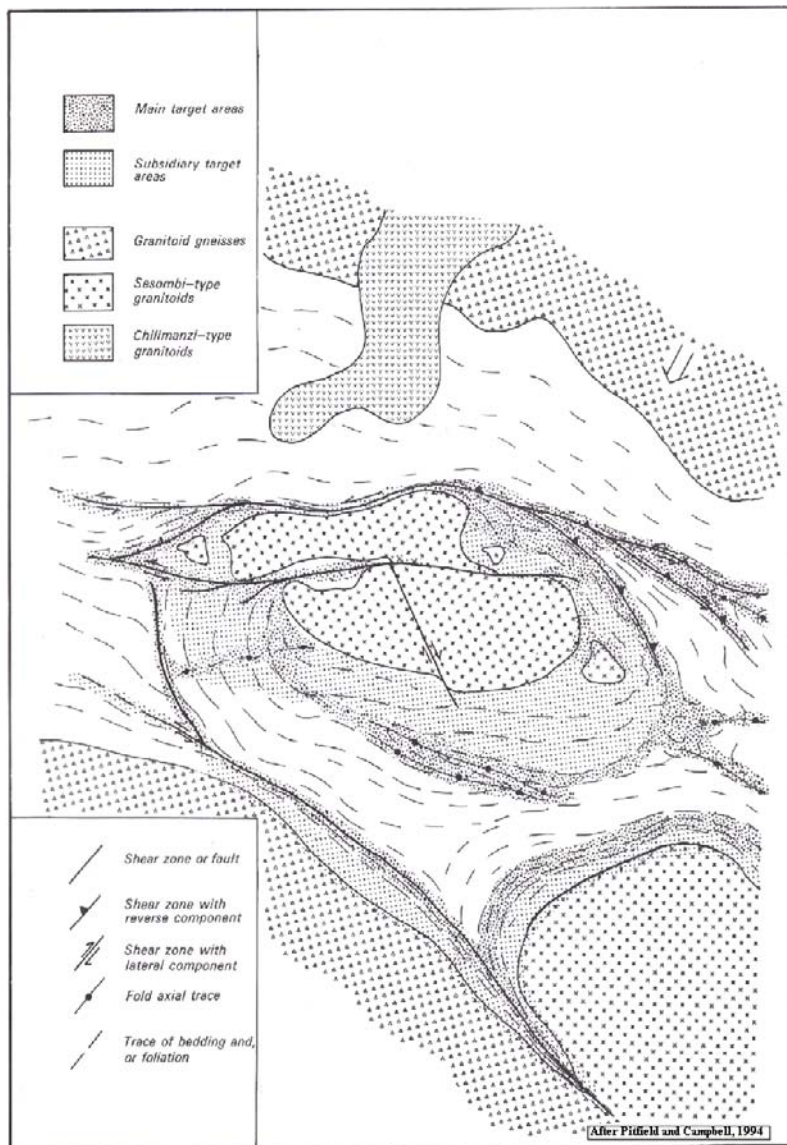 Main target areas
Subsidiary target
areas
Granitoid gneisses
Sesombi-type
granitoids
Chilimanzi-type
granitoids
Shear zone or fault
Shear zone with
reverse component
Shear zone with
lateral component
Fold axial trace
Trace of bedding and,
or foliation
After Pitfield and Campbell, 1994